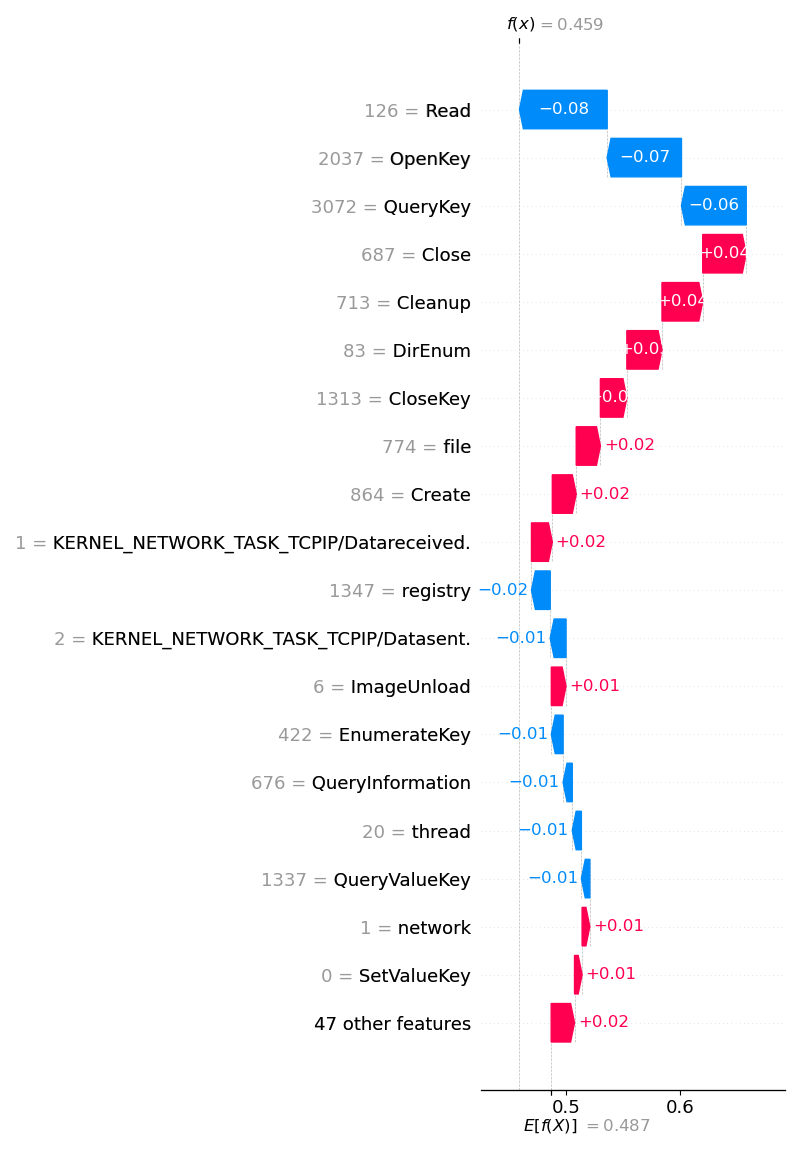 f(x) = 0.459
126 = Read −0.08
2037 = OpenKey −0.07
3072 = QueryKey −0.06
687 = Close +0.04
713 = Cleanup +0.04
83 = DirEnum +0.0
1313 = CloseKey
774 = file +0.02
864 = Create +0.02
1 = KERNEL_NETWORK_TASK_TCPIP/Datareceived. +0.02
1347 = registry −0.02
2 = KERNEL_NETWORK_TASK_TCPIP/Datasent. −0.01
6 = ImageUnload +0.01
422 = EnumerateKey −0.01
676 = QueryInformation −0.01
20 = thread −0.01
1337 = QueryValueKey −0.01
1 = network +0.01
0 = SetValueKey +0.01
47 other features +0.02
0.5 0.6
E[f(X)] = 0.487